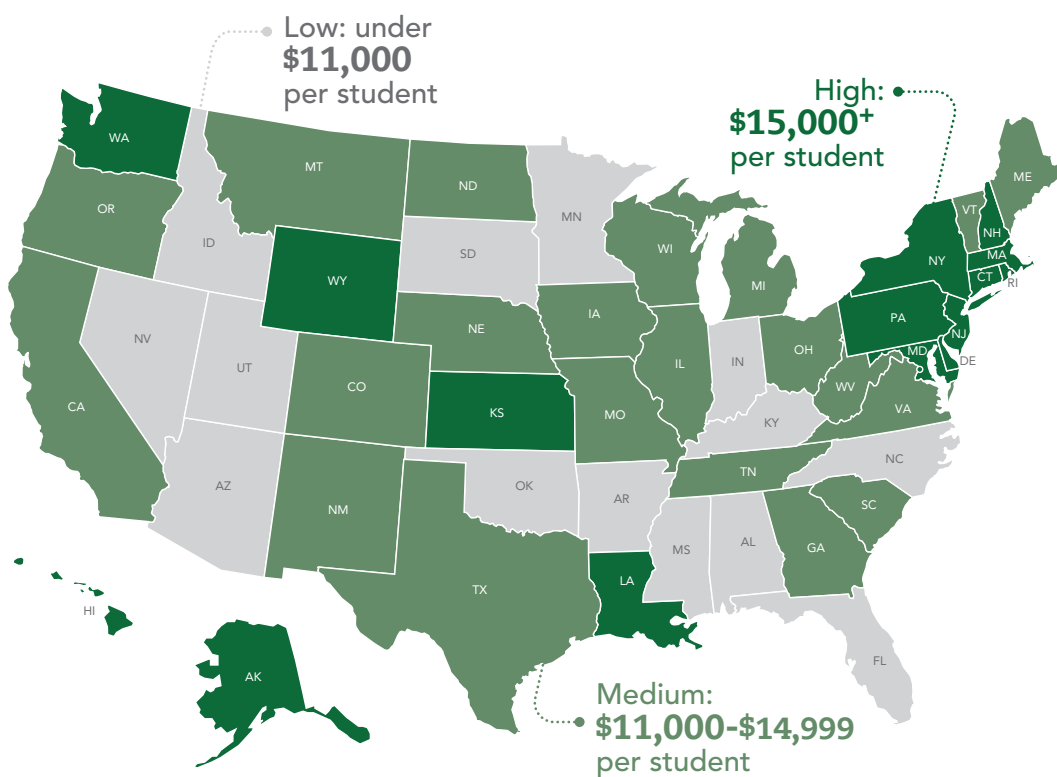 Low: under
$11,000
per student
High:
$15,000+
per student
WA
MT
ND
MN
ME
VT
NH
OR
ID
SD
WI
MI
NY
MA
CT
RI
WY
IA
PA
NJ
NE
NV
UT
CO
IL
IN
OH
MD
DE
CA
KS
MO
WV
VA
KY
AZ
NM
OK
AR
TN
NC
SC
MS
AL
GA
TX
LA
HI
FL
AK
Medium:
$11,000-$14,999
per student